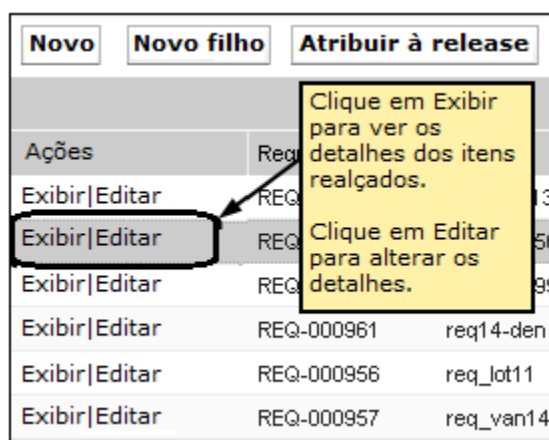 Novo Novo filho Atribuir à release
Clique em Exibir
para ver os
detalhes dos itens
realçados.
Clique em Editar
para alterar os
detalhes.
Ações
Exibir|Editar
Exibir|Editar
Exibir|Editar
Exibir|Editar REQ-000961 req14-den
Exibir|Editar REQ-000956 req_lot11
Exibir|Editar REQ-000957 req_van14